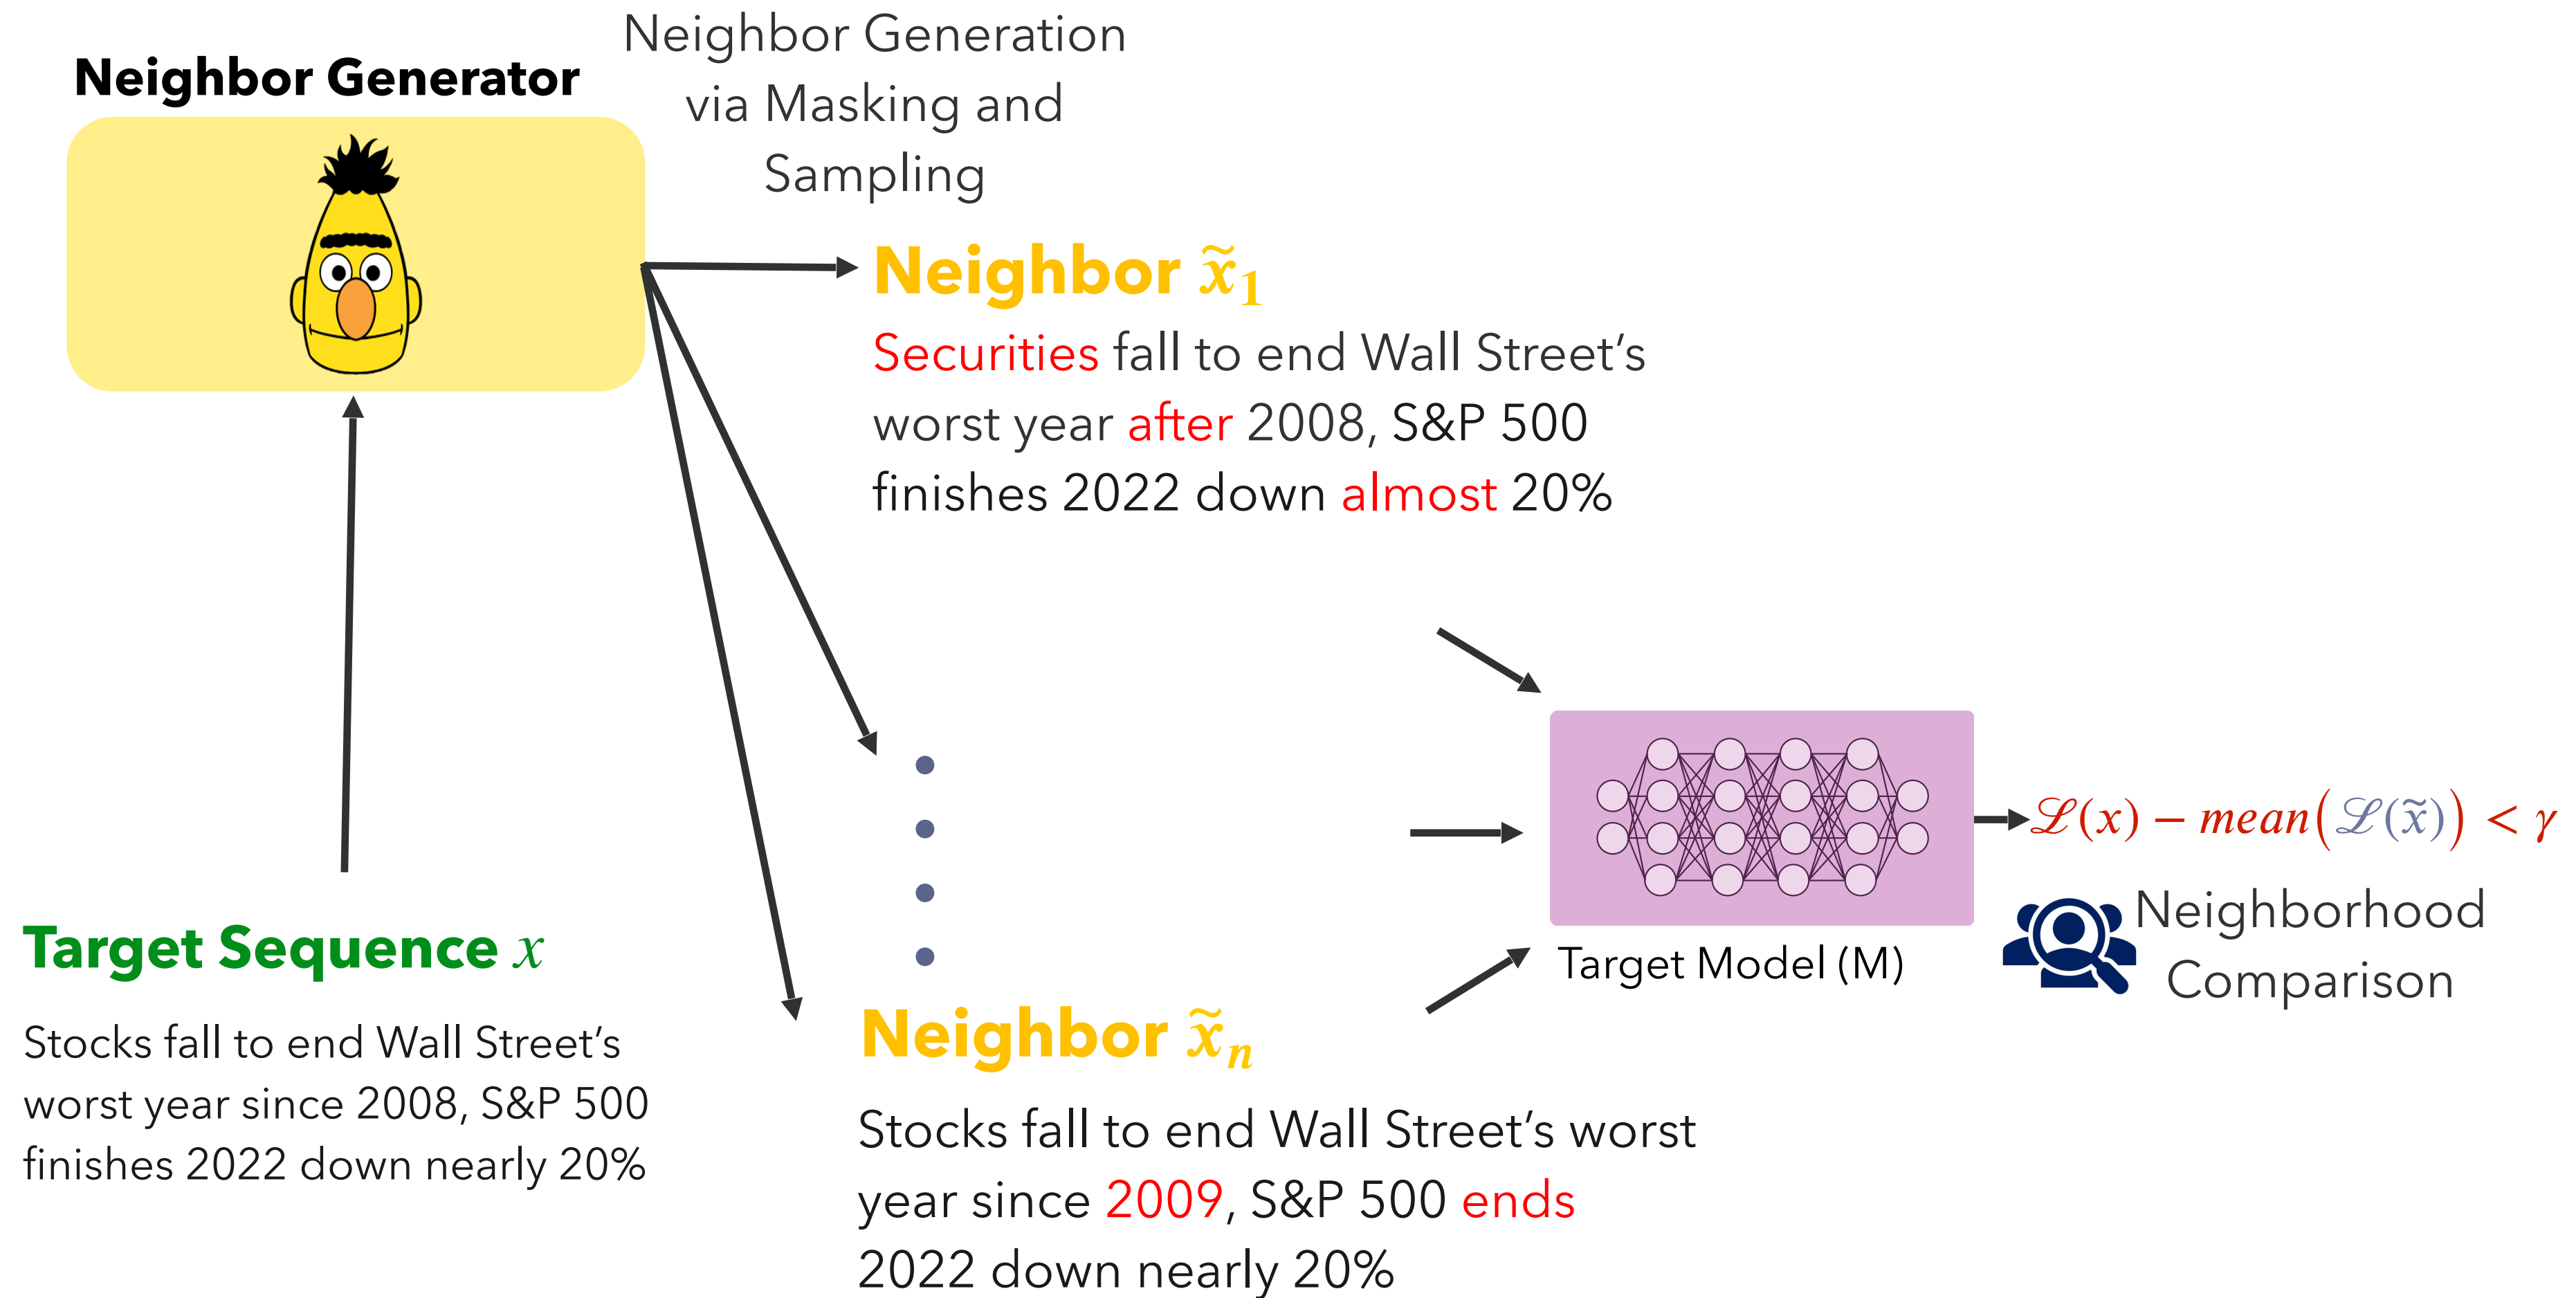 Neighbor Generator
Neighbor Generation
via Masking and
Sampling
Neighbor x̃₁
Securities fall to end Wall Street’s
worst year after 2008, S&P 500
finishes 2022 down almost 20%
Target Sequence x
Stocks fall to end Wall Street’s
worst year since 2008, S&P 500
finishes 2022 down nearly 20%
Neighbor x̃ₙ
Stocks fall to end Wall Street’s worst
year since 2009, S&P 500 ends
2022 down nearly 20%
Target Model (M)
ℒ(x) − mean(ℒ(x̃)) < γ
Neighborhood
Comparison